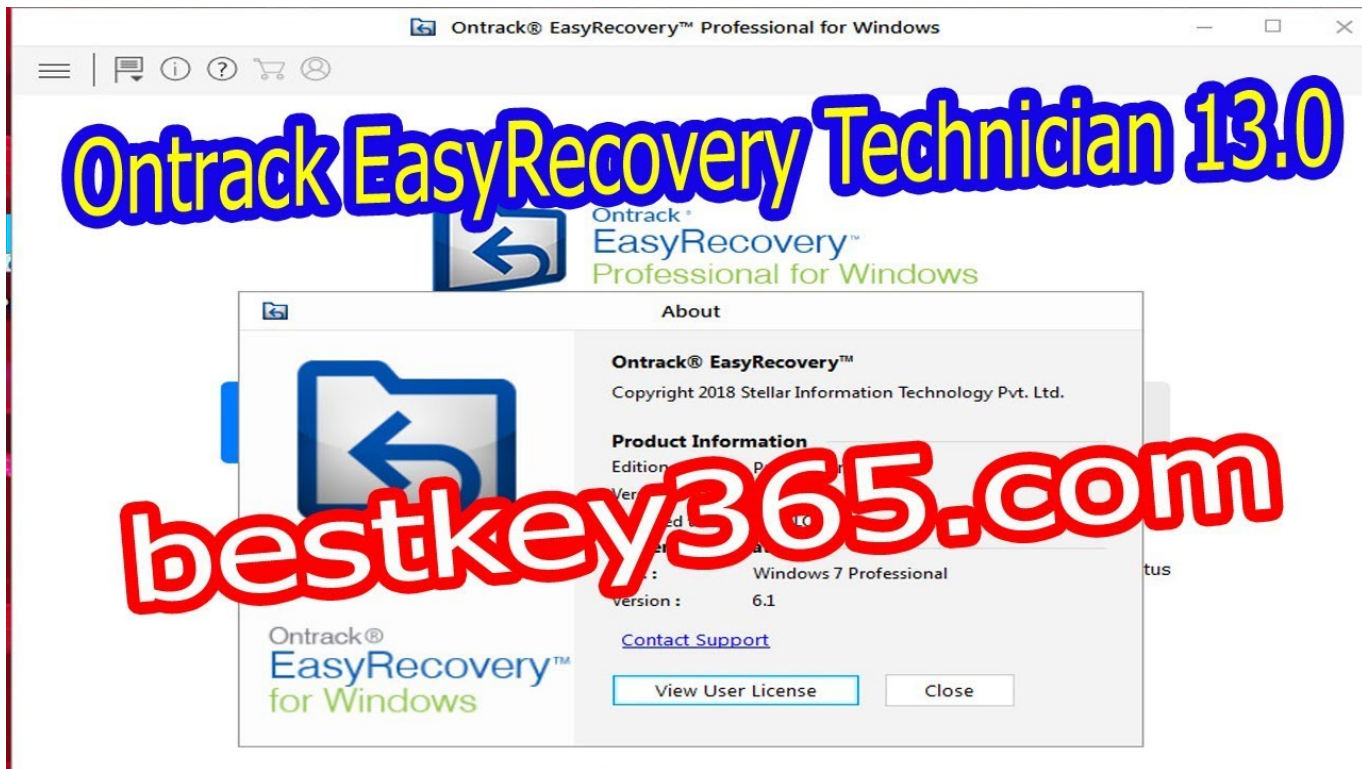 Ontrack® EasyRecovery™ Professional for Windows
Ontrack EasyRecovery Technician 13.0
Ontrack®
EasyRecovery™
Professional for Windows
About
Ontrack® EasyRecovery™
Copyright 2018 Stellar Information Technology Pvt. Ltd.
Product Information
Edition
bestkey365.com
: Windows 7 Professional
tus
Version : 6.1
Contact Support
Ontrack®
EasyRecovery™
for Windows
View User License Close